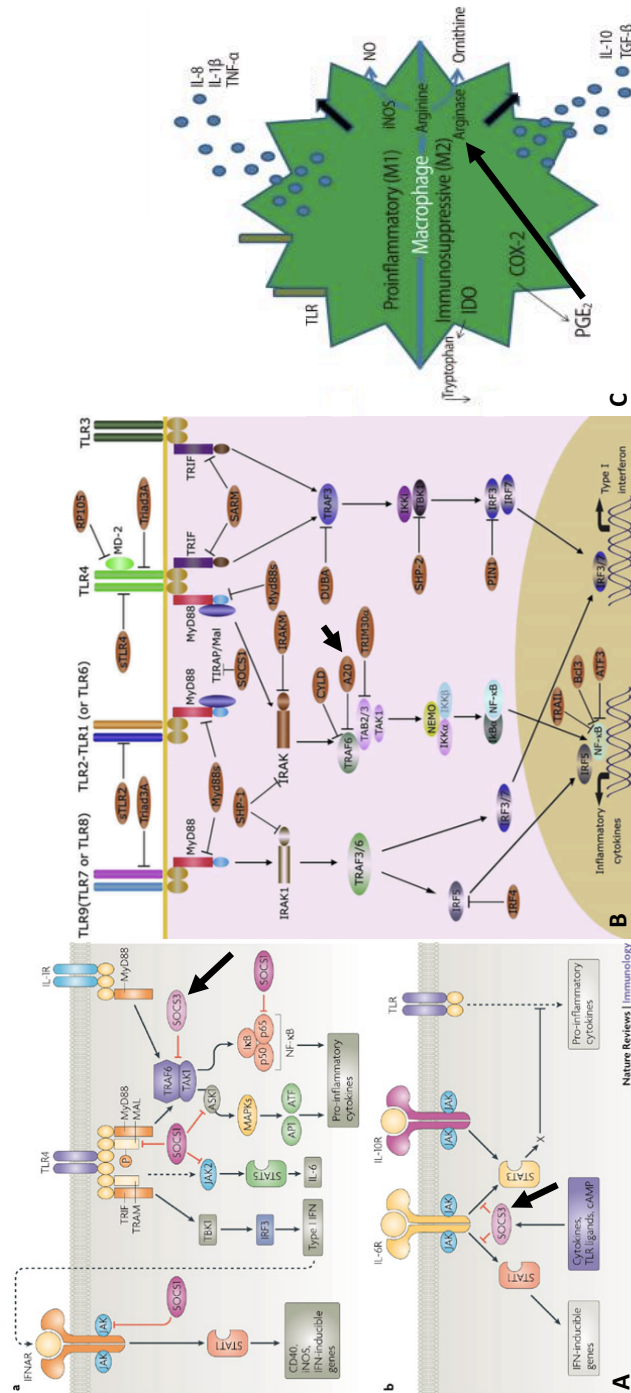 a
IFNAR
JAK
JAK
SOCS1
STAT1
CD40,
iNOS,
IFN-inducible
genes
TLR4
TRIF
TRAM
P
MyD88
MAL
TBK1
IRF3
Type I IFN
JAK2
STAT5
IL-6
SOCS1
IL-1R
MyD88
TRAF6
TAK1
SOCS3
ASK1
MAPKs
AP1
ATF
IκB
p50
p65
NF-κB
SOCS1
Pro-inflammatory
cytokines
b
IL-6R
JAK
JAK
IL-10R
JAK
JAK
TLR
STAT1
SOCS3
STAT3
X
IFN-inducible
genes
Cytokines,
TLR ligands, cAMP
Pro-inflammatory
cytokines
Nature Reviews | Immunology
A
TLR9(TLR7 or TLR8)
TLR2-TLR1 (or TLR6)
TLR4
TLR3
sTLR2
Triad3A
sTLR4
RP105
MD-2
Triad3A
MyD88
MyD88
MyD88
TRIF
TRIF
Myd88s
TIRAP/Mal
SOCS1
Myd88s
SARM
SHP-1
IRAKM
IRAK1
IRAK
DUBA
TRAF3
CYLD
A20
TRIM30α
TRAF3/6
TRAF6
TAB2/3
TAK1
IKKi
TBK1
SHP-2
NEMO
IKKα
IKKβ
IRF3
IRF7
PIN1
IRF5
IRF4
IRF3/7
IkBα
NF-κB
TRAIL
Bcl3
ATF3
IRF5
NF-κB
IRF3/7
Inflammatory
cytokines
Type I
interferon
B
TLR
IL-8
IL-1β
TNF-α
Proinflammatory (M1)
iNOS
NO
Macrophage
Arginine
Immunosuppressive (M2)
Arginase
Ornithine
Tryptophan
IDO
COX-2
PGE2
IL-10
TGF-β
C